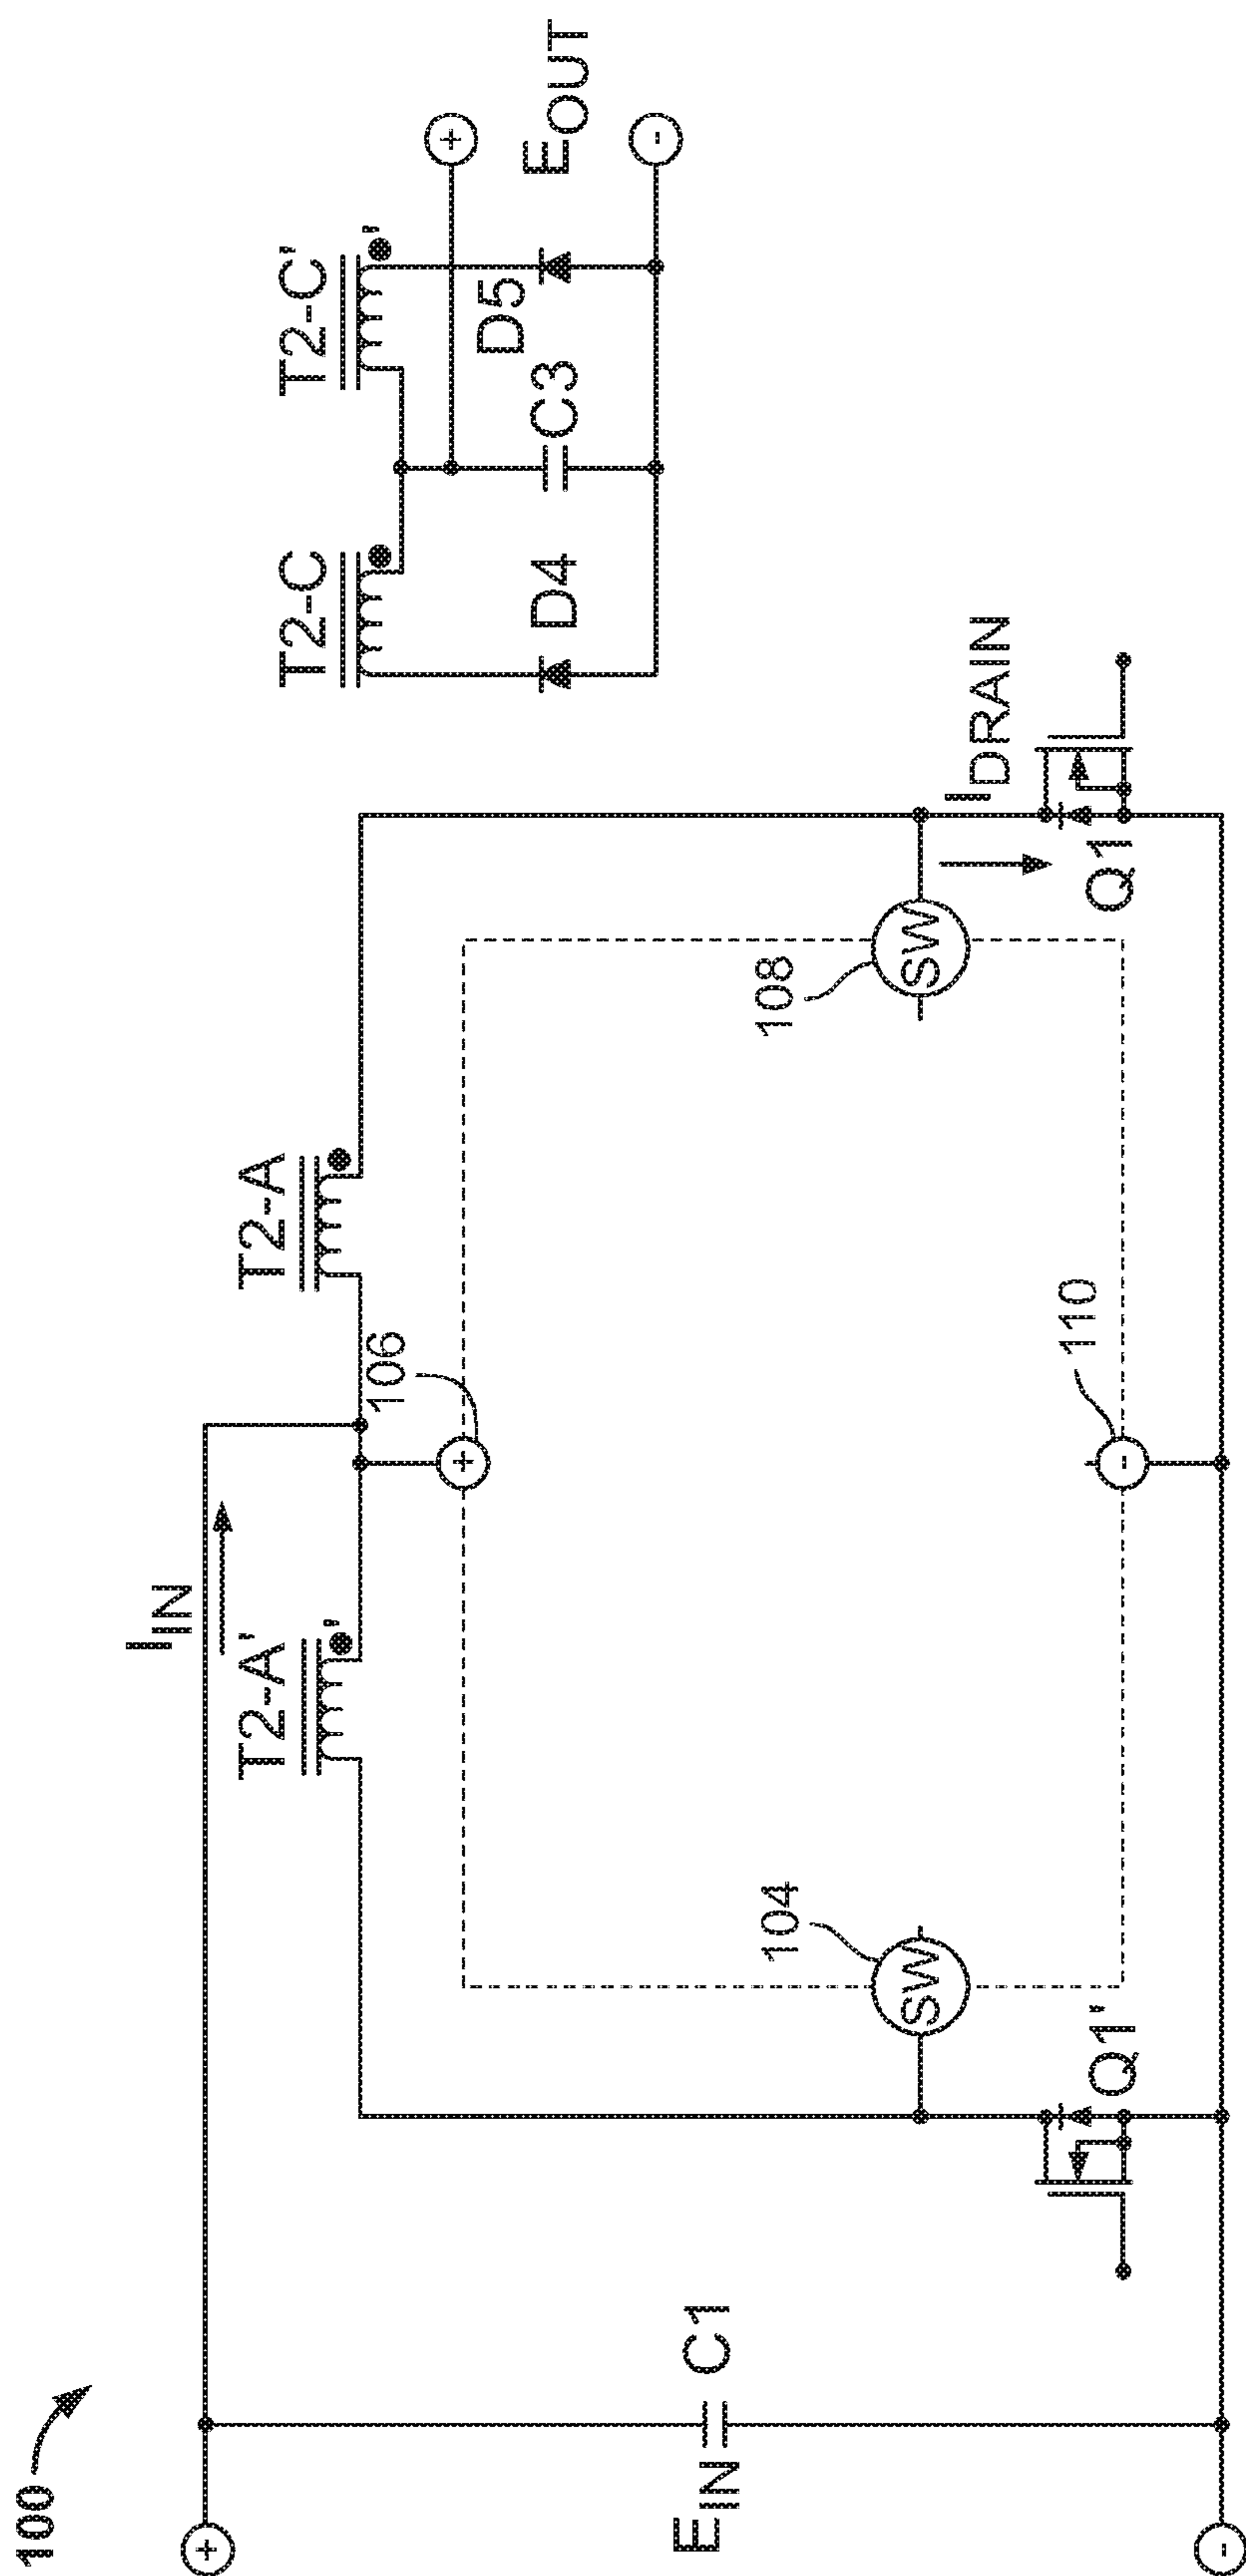 100
+
-
E_IN
C1
I_IN
T2-A'
'
T2-A
106
+
104
SW
108
SW
110
-
Q1'
Q1
I_DRAIN
T2-C
T2-C'
'
D4
C3
D5
+
-
E_OUT